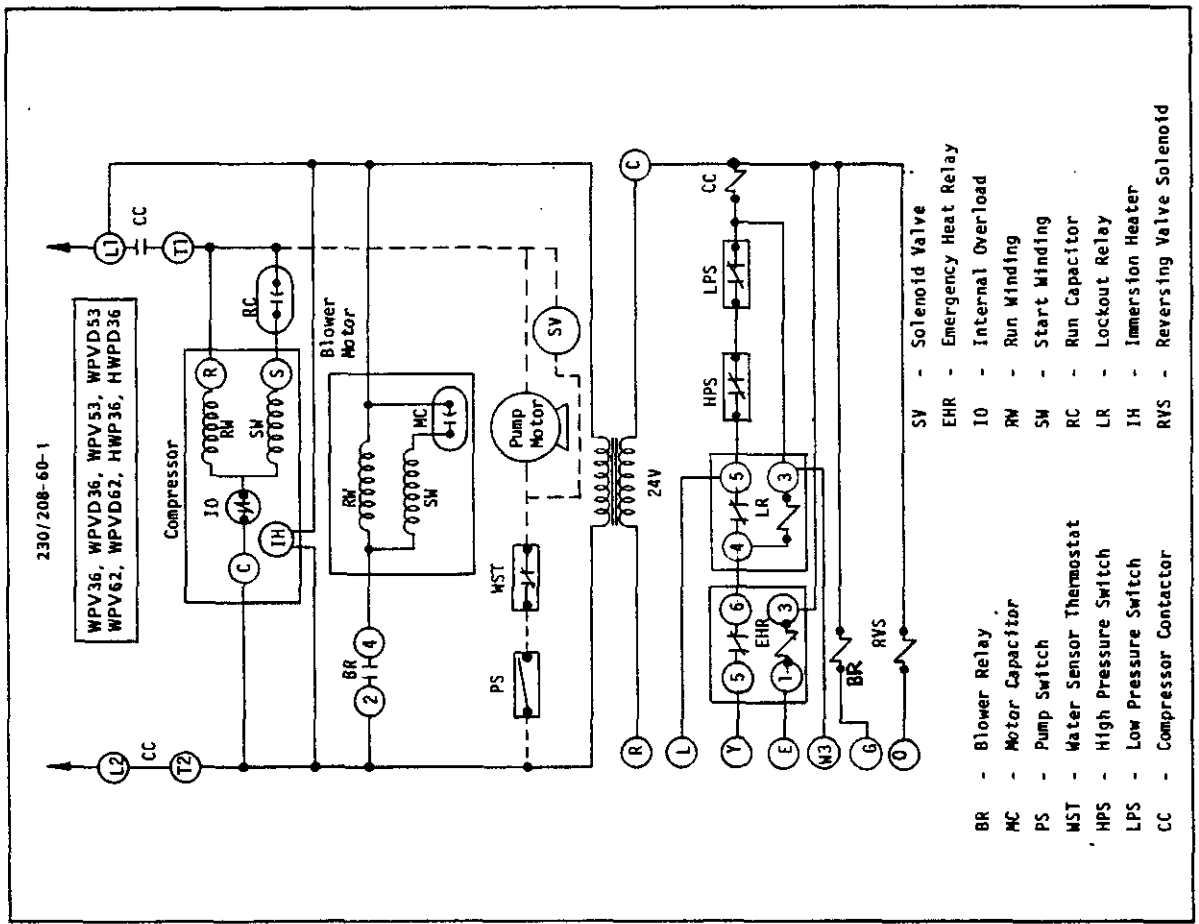 230/208-60-1
WPV36, WPVD36, WPV53, WPVD53
WPV62, WPVD62, HWP36, HWPD36
L2
CC
T2
L1
CC
T1
Compressor
C
IO
RW
R
SW
S
IH
RC
Blower
Motor
2
BR
4
RW
SW
MC
PS
WST
Pump
Motor
SV
24V
R
C
L
Y
5
6
4
5
HPS
LPS
CC
E
1
EHR
3
LR
3
W3
G
BR
O
RVS
BR - Blower Relay
MC - Motor Capacitor
PS - Pump Switch
WST - Water Sensor Thermostat
HPS - High Pressure Switch
LPS - Low Pressure Switch
CC - Compressor Contactor
SV - Solenoid Valve
EHR - Emergency Heat Relay
IO - Internal Overload
RW - Run Winding
SW - Start Winding
RC - Run Capacitor
LR - Lockout Relay
IH - Immersion Heater
RVS - Reversing Valve Solenoid